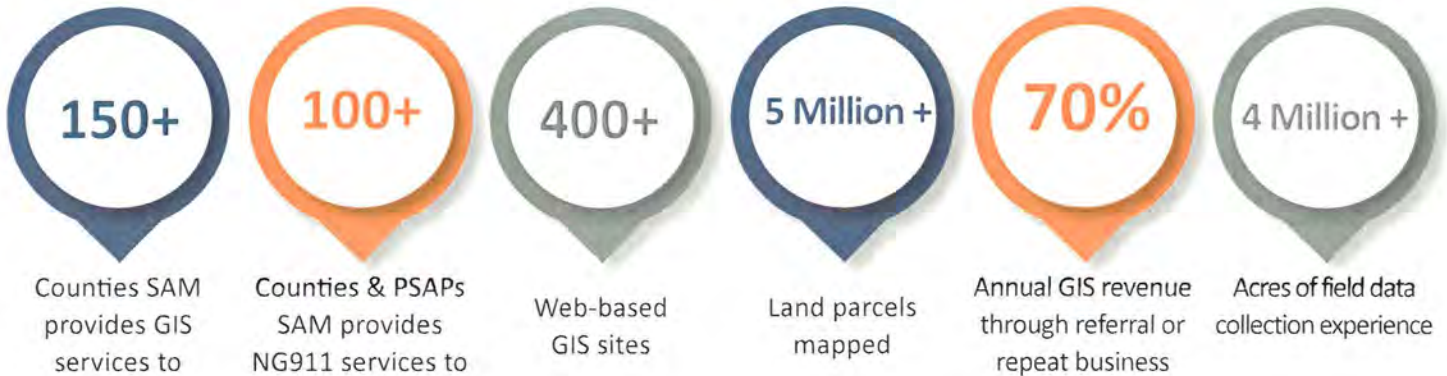 150+
Counties SAM
provides GIS
services to
100+
Counties & PSAPs
SAM provides
NG911 services to
400+
Web-based
GIS sites
5 Million +
Land parcels
mapped
70%
Annual GIS revenue
through referral or
repeat business
4 Million +
Acres of field data
collection experience